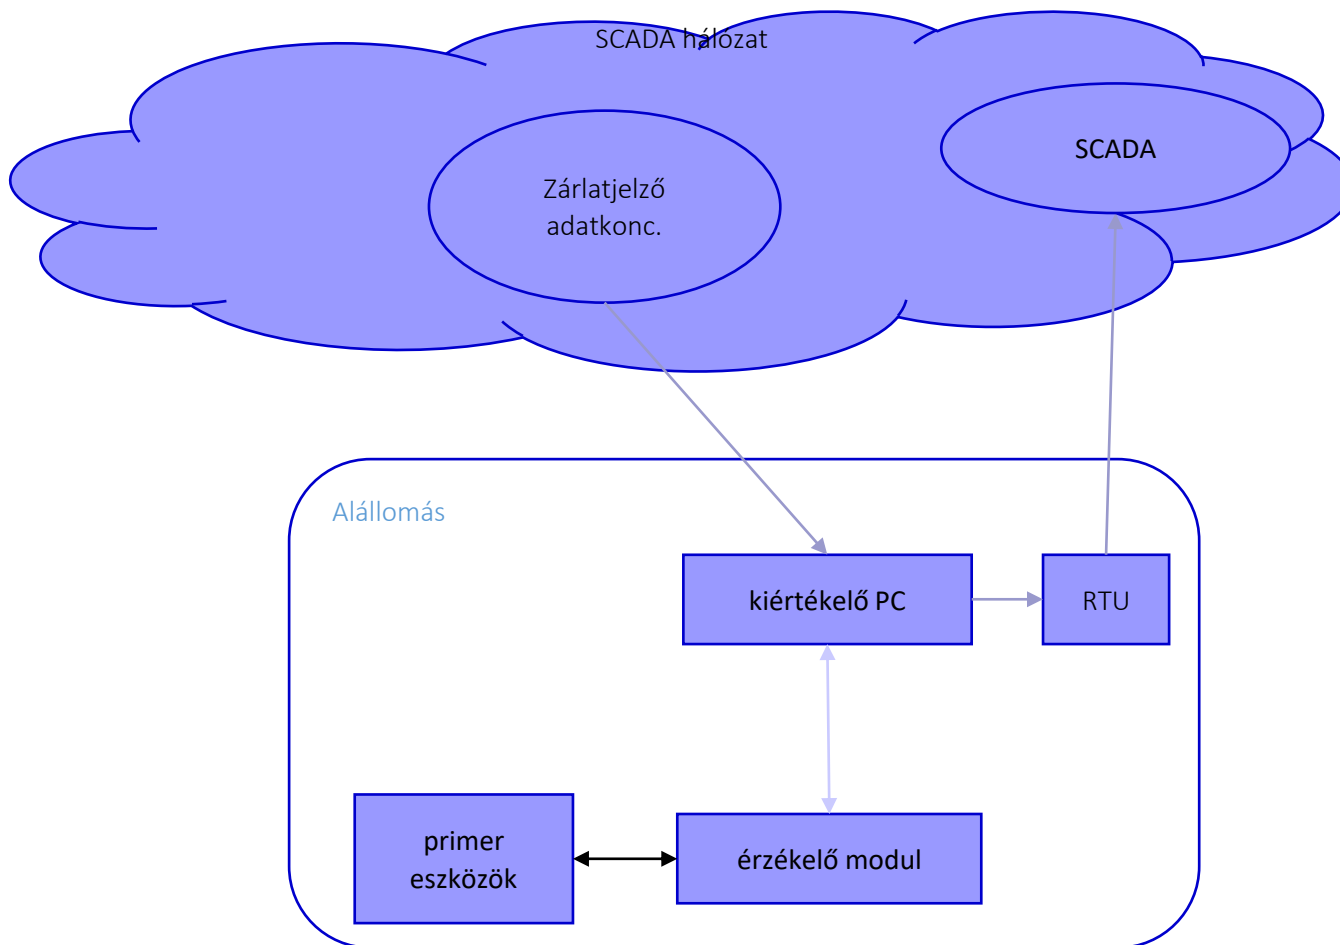 SCADA hálózat
SCADA
Zárlatjelző
adatkonc.
Alállomás
kiértékelő PC
RTU
primer
eszközök
érzékelő modul